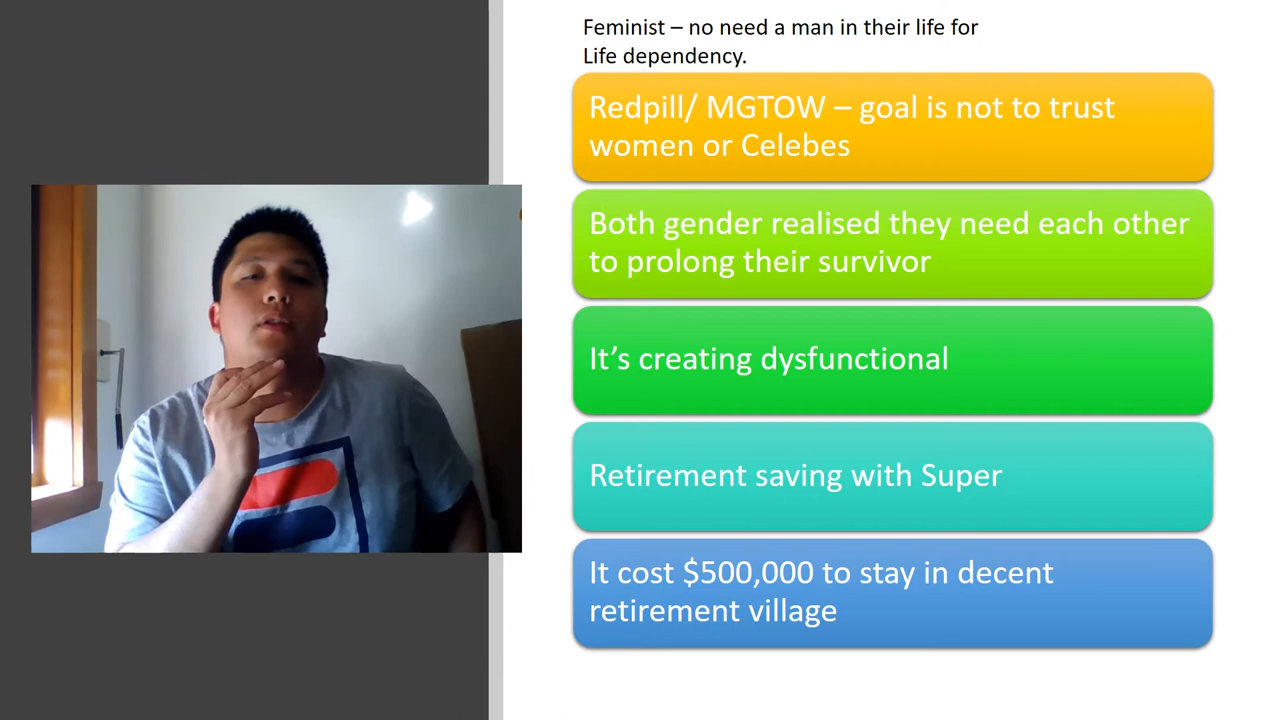 Feminist – no need a man in their life for
Life dependency.
Redpill/ MGTOW – goal is not to trust
women or Celebes
Both gender realised they need each other
to prolong their survivor
It’s creating dysfunctional
Retirement saving with Super
It cost $500,000 to stay in decent
retirement village